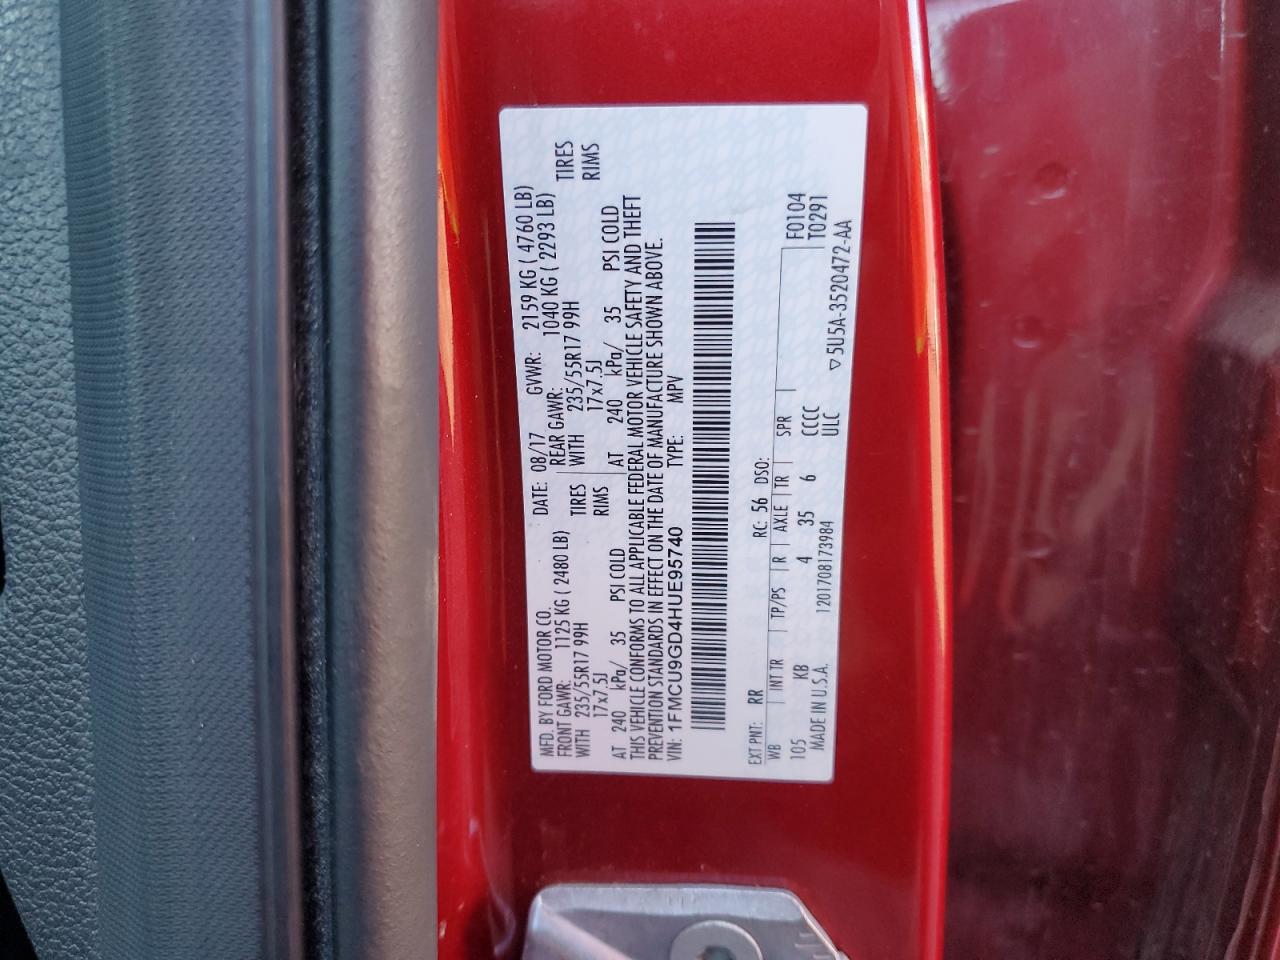 MFD. BY FORD MOTOR CO.
DATE: 08/17 GVWR: 2159 KG ( 4760 LB)
FRONT GAWR: 1125 KG ( 2480 LB) REAR GAWR: 1040 KG ( 2293 LB)
WITH 235/55R17 99H TIRES WITH 235/55R17 99H TIRES
17x7.5J RIMS 17x7.5J RIMS
AT 240 kPa/ 35 PSI COLD AT 240 kPa/ 35 PSI COLD
THIS VEHICLE CONFORMS TO ALL APPLICABLE FEDERAL MOTOR VEHICLE SAFETY AND THEFT
PREVENTION STANDARDS IN EFFECT ON THE DATE OF MANUFACTURE SHOWN ABOVE.
VIN: 1FMCU9GD4HUE95740 TYPE: MPV
EXT PNT: RR RC: 56 DSO:
WB INT TR TP/PS R AXLE TR SPR F0104
105 KB 4 35 6 CCCC T0291
MADE IN U.S.A. 1201708173984 ULC ▽5U5A-3520472-AA